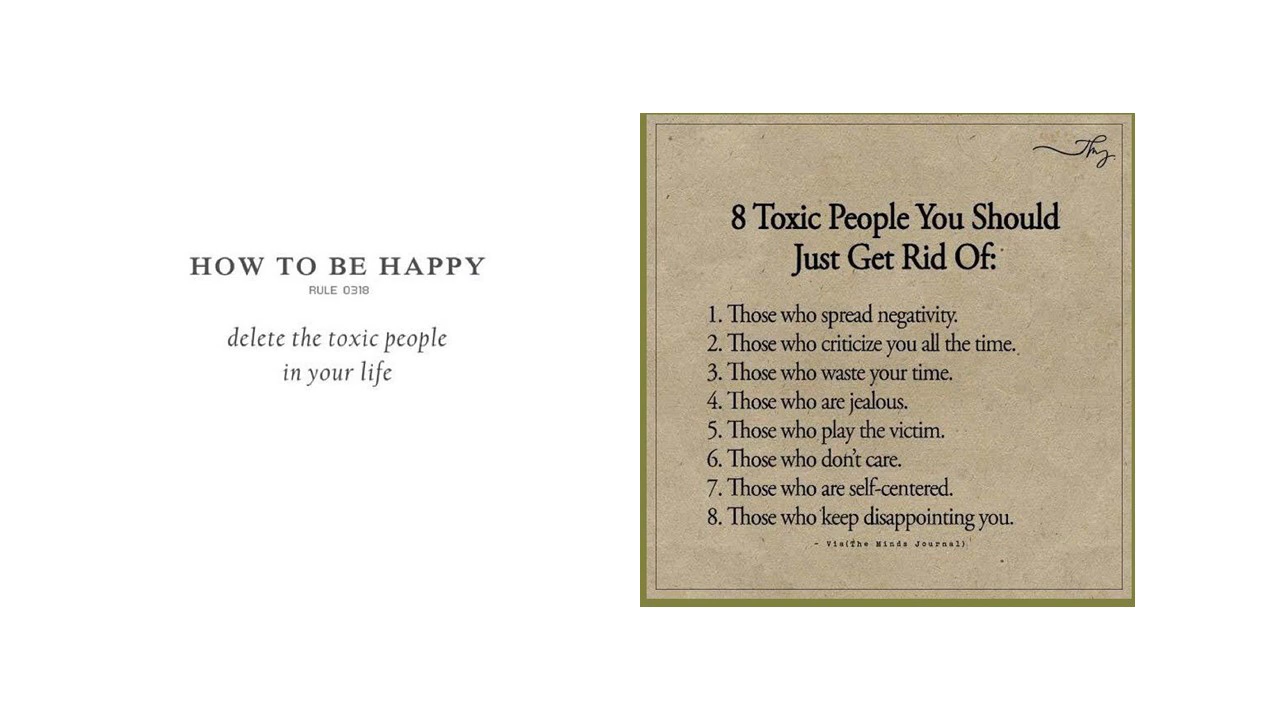 HOW TO BE HAPPY
RULE 0318
delete the toxic people
in your life
8 Toxic People You Should
Just Get Rid Of:
1. Those who spread negativity.
2. Those who criticize you all the time.
3. Those who waste your time.
4. Those who are jealous.
5. Those who play the victim.
6. Those who don't care.
7. Those who are self-centered.
8. Those who keep disappointing you.
- Via(The Minds Journal)